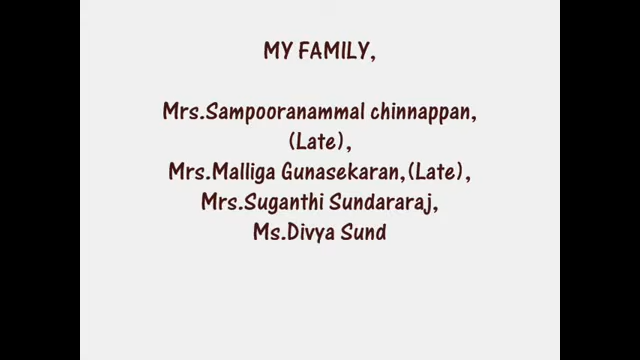 MY FAMILY,
Mrs.Sampooranammal chinnappan,
(Late),
Mrs.Malliga Gunasekaran,(Late),
Mrs.Suganthi Sundararaj,
Ms.Divya Sund